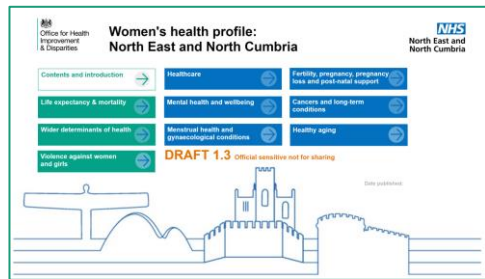 Office for Health
Improvement
& Disparities
Women's health profile:
North East and North Cumbria
NHS
North East and
North Cumbria
Contents and introduction
Healthcare
Fertility, pregnancy, pregnancy
loss and post-natal support
Life expectancy & mortality
Mental health and wellbeing
Cancers and long-term
conditions
Wider determinants of health
Menstrual health and
gynaecological conditions
Healthy aging
Violence against women
and girls
DRAFT 1.3 Official sensitive not for sharing
Date published